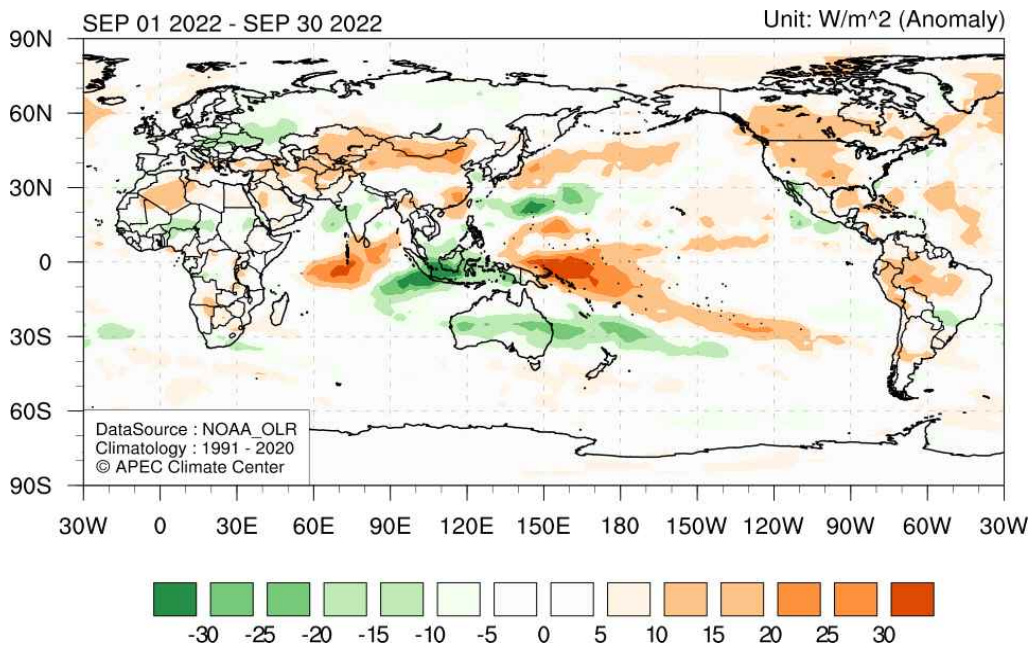 SEP 01 2022 - SEP 30 2022 Unit: W/m^2 (Anomaly)
90N
60N
30N
0
30S
60S
90S
DataSource : NOAA_OLR
Climatology : 1991 - 2020
© APEC Climate Center
30W 0 30E 60E 90E 120E 150E 180 150W 120W 90W 60W 30W
-30 -25 -20 -15 -10 -5 0 5 10 15 20 25 30